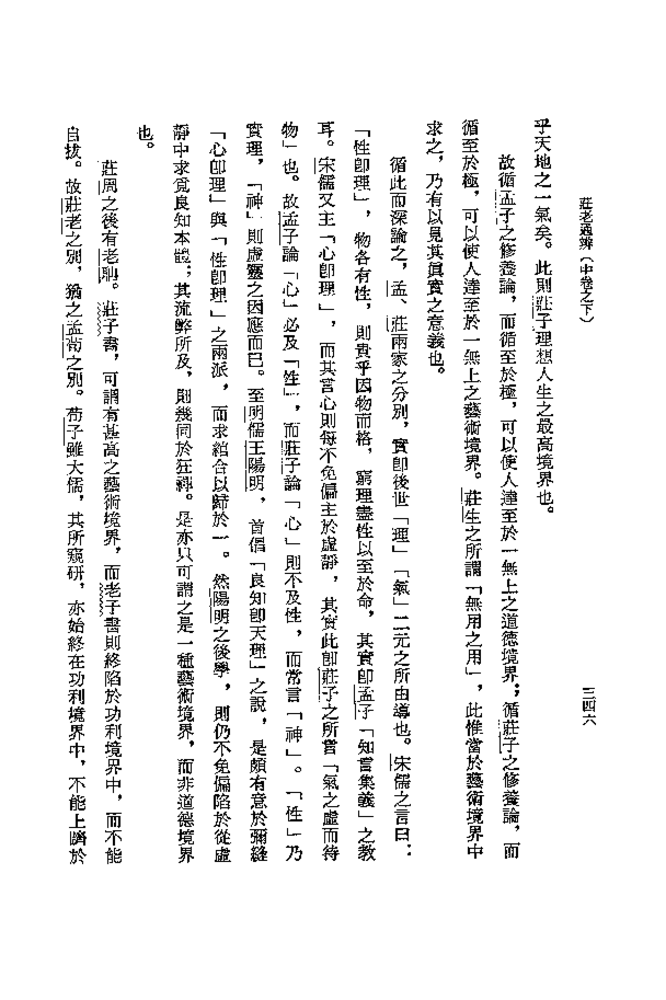 莊老通辨（中卷之下）
三四六
乎天地之一氣矣。此則莊子理想人生之最高境界也。
故循孟子之修養論，而循至於極，可以使人達至於一無上之道德境界；循莊子之修養論，而
循至於極，可以使人達至於一無上之藝術境界。莊生之所謂「無用之用」，此惟當於藝術境界中
求之，乃有以見其眞實之意義也。
循此而深論之，孟、莊兩家之分別，實卽後世「理」「氣」二元之所由導也。宋儒之言曰：
「性卽理」，物各有性，則貴乎因物而格，窮理盡性以至於命，其實卽孟子「知言集義」之教
耳。宋儒又主「心卽理」，而其言心則每不免偏主於虛靜，其實此卽莊子之所言「氣之虛而待
物」也。故孟子論「心」必及「性」，而莊子論「心」則不及性，而常言「神」。「性」乃
實理，「神」則虛靈之因應而已。至明儒王陽明，首倡「良知卽天理」之說，是頗有意於彌縫
「心卽理」與「性卽理」之兩派，而求綰合以歸於一。然陽明之後學，則仍不免偏陷於從虛
靜中求覓良知本體；其流弊所及，則幾同於狂禪。是亦只可謂之是一種藝術境界，而非道德境界
也。
莊周之後有老聃。莊子書，可謂有甚高之藝術境界，而老子書則終陷於功利境界中，而不能
自拔。故莊老之別，猶之孟荀之別。荀子雖大儒，其所窺研，亦始終在功利境界中，不能上躋於